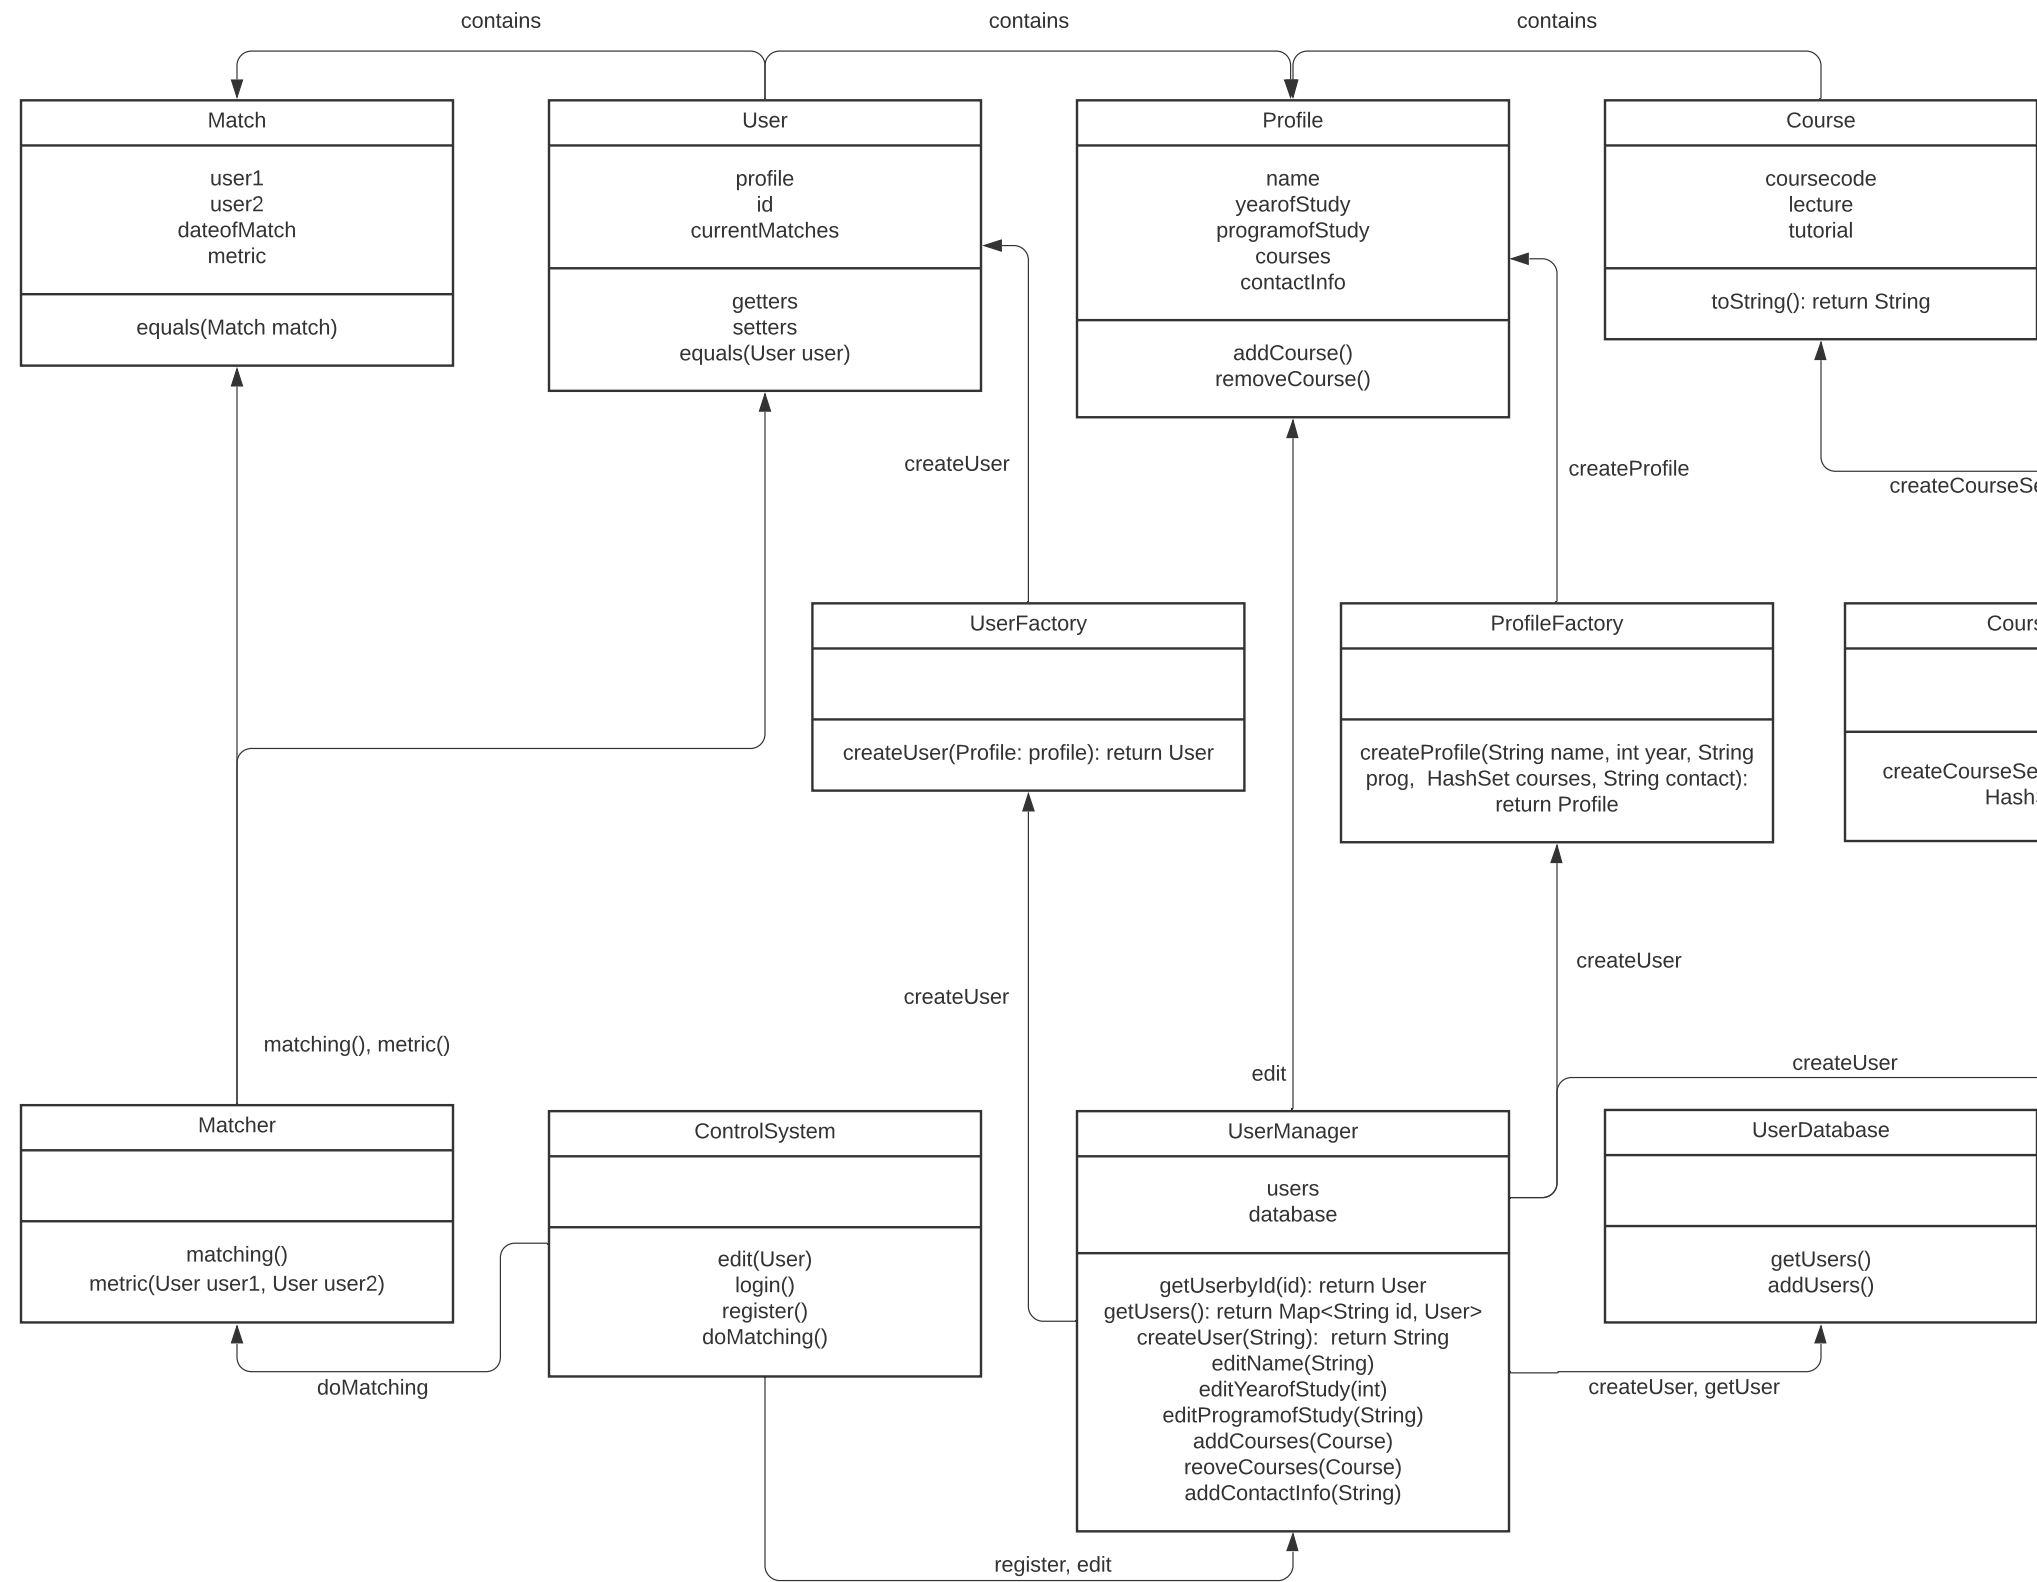 contains
contains
contains
Match
user1
user2
dateofMatch
metric
equals(Match match)
User
profile
id
currentMatches
getters
setters
equals(User user)
Profile
name
yearofStudy
programofStudy
courses
contactInfo
addCourse()
removeCourse()
Course
coursecode
lecture
tutorial
toString(): return String
createUser
createProfile
createCourseSe
UserFactory
createUser(Profile: profile): return User
ProfileFactory
createProfile(String name, int year, String
prog,  HashSet courses, String contact):
return Profile
Cours
createCourseSe
Hash
createUser
createUser
matching(), metric()
edit
createUser
Matcher
matching()
metric(User user1, User user2)
ControlSystem
edit(User)
login()
register()
doMatching()
UserManager
users
database
getUserbyId(id): return User
getUsers(): return Map<String id, User>
createUser(String):  return String
editName(String)
editYearofStudy(int)
editProgramofStudy(String)
addCourses(Course)
reoveCourses(Course)
addContactInfo(String)
UserDatabase
getUsers()
addUsers()
doMatching
createUser, getUser
register, edit